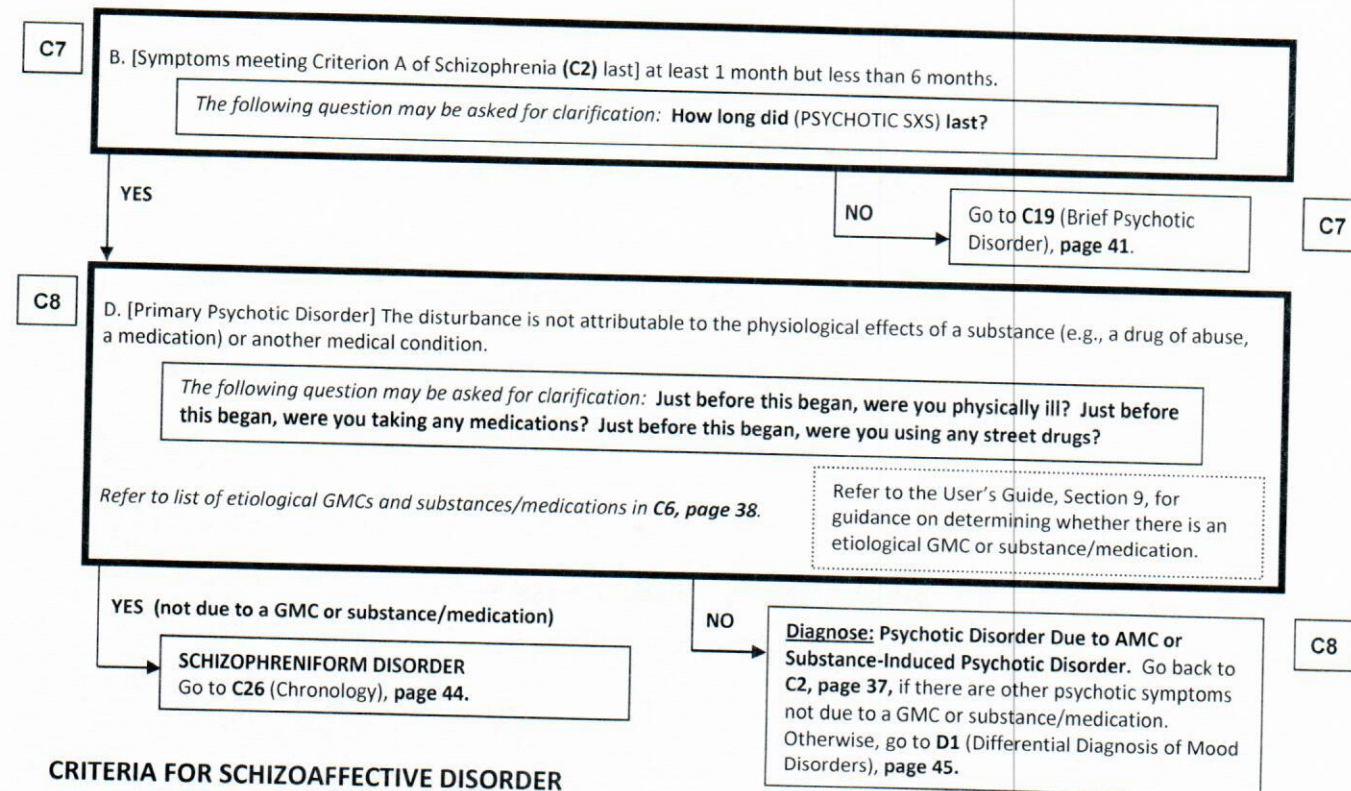 C7
B. [Symptoms meeting Criterion A of Schizophrenia (C2) last] at least 1 month but less than 6 months.
The following question may be asked for clarification: How long did (PSYCHOTIC SXS) last?
YES
NO
Go to C19 (Brief Psychotic
Disorder), page 41.
C7
C8
D. [Primary Psychotic Disorder] The disturbance is not attributable to the physiological effects of a substance (e.g., a drug of abuse,
a medication) or another medical condition.
The following question may be asked for clarification: Just before this began, were you physically ill? Just before
this began, were you taking any medications? Just before this began, were you using any street drugs?
Refer to list of etiological GMCs and substances/medications in C6, page 38.
Refer to the User's Guide, Section 9, for
guidance on determining whether there is an
etiological GMC or substance/medication.
YES (not due to a GMC or substance/medication)
SCHIZOPHRENIFORM DISORDER
Go to C26 (Chronology), page 44.
NO
Diagnose: Psychotic Disorder Due to AMC or
Substance-Induced Psychotic Disorder. Go back to
C2, page 37, if there are other psychotic symptoms
not due to a GMC or substance/medication.
Otherwise, go to D1 (Differential Diagnosis of Mood
Disorders), page 45.
C8
CRITERIA FOR SCHIZOAFFECTIVE DISORDER